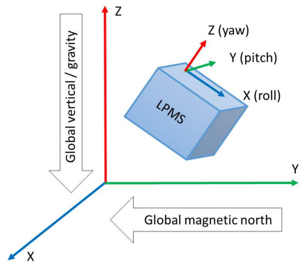 Z
Z (yaw)
Y (pitch)
X (roll)
LPMS
Global vertical / gravity
Y
Global magnetic north
X